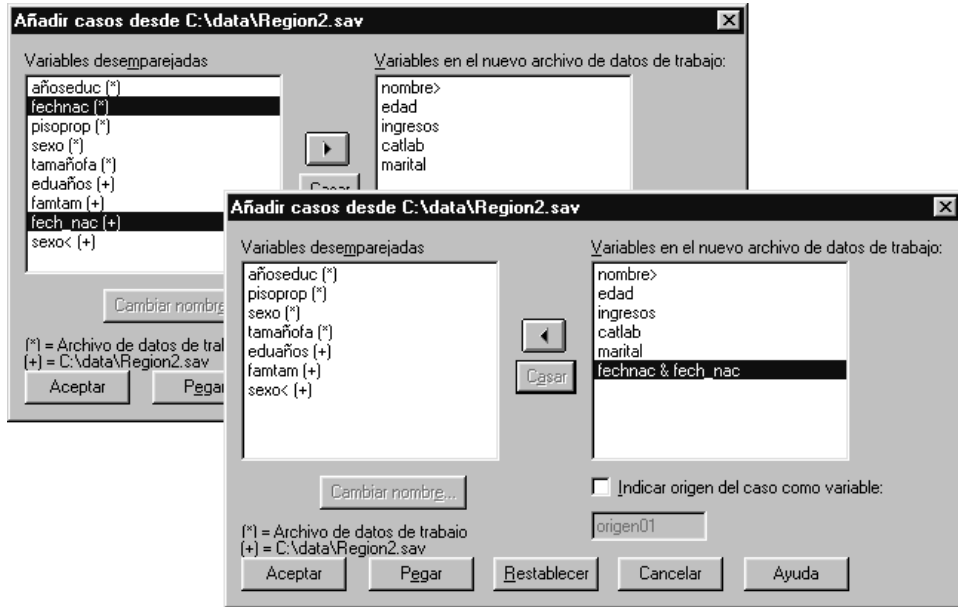 Añadir casos desde C:\data\Region2.sav
Variables desemparejadas
Variables en el nuevo archivo de datos de trabajo:
añoseduc (*)
fechnac (*)
pisoprop (*)
sexo (*)
tamañofa (*)
eduaños (+)
famtam (+)
fech_nac (+)
sexo< (+)
nombre>
edad
ingresos
catlab
marital
Cambiar
(*) = Archivo de datos de
(+) = C:\data\Region2.sav
Aceptar
Añadir casos desde C:\data\Region2.sav
Variables desemparejadas
Variables en el nuevo archivo de datos de trabajo:
añoseduc (*)
pisoprop (*)
sexo (*)
tamañofa (*)
eduaños (+)
famtam (+)
sexo< (+)
Casar
nombre>
edad
ingresos
catlab
marital
fechnac & fech_nac
Cambiar nombre...
Indicar origen del caso como variable:
origen01
(*) = Archivo de datos de trabajo
(+) = C:\data\Region2.sav
Aceptar Pegar Restablecer Cancelar Ayuda